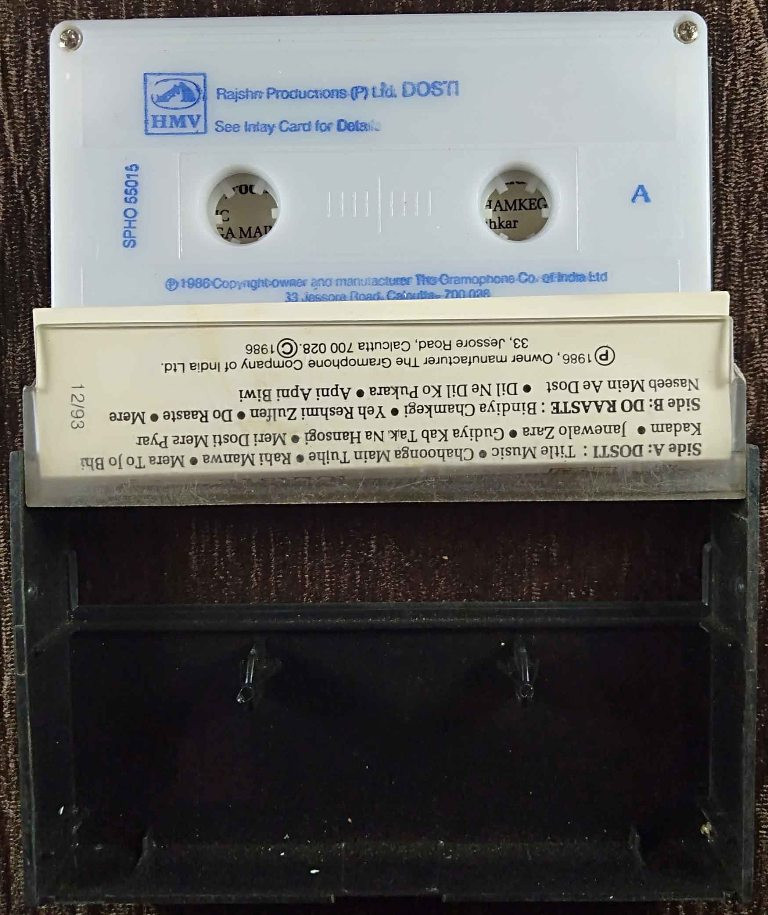 HMV
Rajshri Productions (P) Ltd. DOSTI
See Inlay Card for Details
SPHO 55015
A
HAMKEG
hkar
℗ 1986 Copyright owner and manufacturer The Gramophone Co. of India Ltd
33 Jessore Road, Calcutta- 700 028
Side A: DOSTI : Title Music • Chahoonga Main Tujhe • Rahi Manwa • Mera To Jo Bhi
Kadam • Janewalo Zara • Gudiya Kab Tak Na Hansogi • Meri Dosti Mera Pyar
Side B: DO RAASTE : Bindiya Chamkegi • Yeh Reshmi Zulfen • Do Raaste • Mere
Naseeb Mein Ae Dost • Dil Ne Dil Ko Pukara • Apni Apni Biwi
℗ 1986, Owner manufacturer The Gramophone Company of India Ltd.
33, Jessore Road, Calcutta 700 028. © 1986
12/93